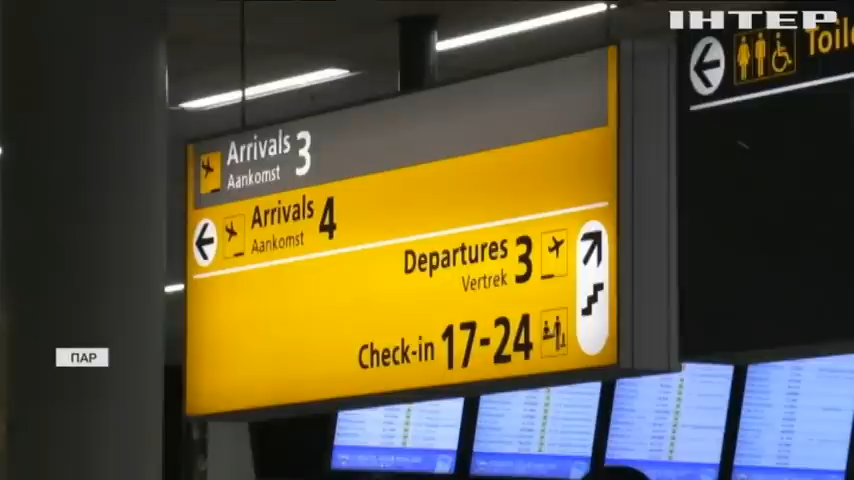 ІНТЕР
Toile
Arrivals 3
Aankomst
Arrivals 4
Aankomst
Departures 3
Vertrek
Check-in 17-24
ПАР